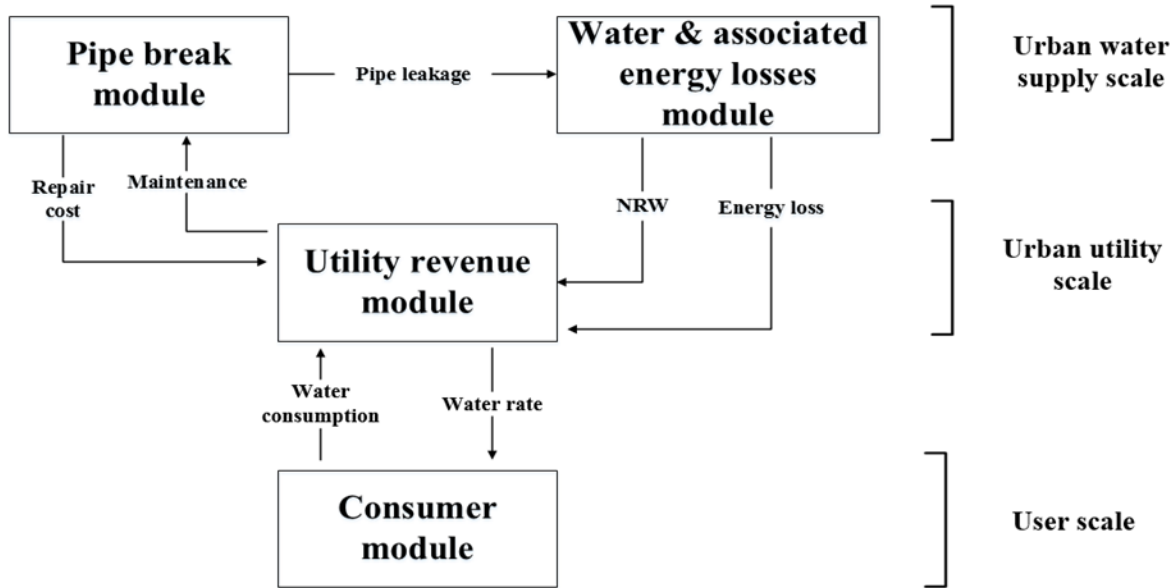 Pipe break
module
Pipe leakage
Water & associated
energy losses
module
Urban water
supply scale
Repair
cost
Maintenance
NRW
Energy loss
Utility revenue
module
Urban utility
scale
Water
consumption
Water rate
Consumer
module
User scale